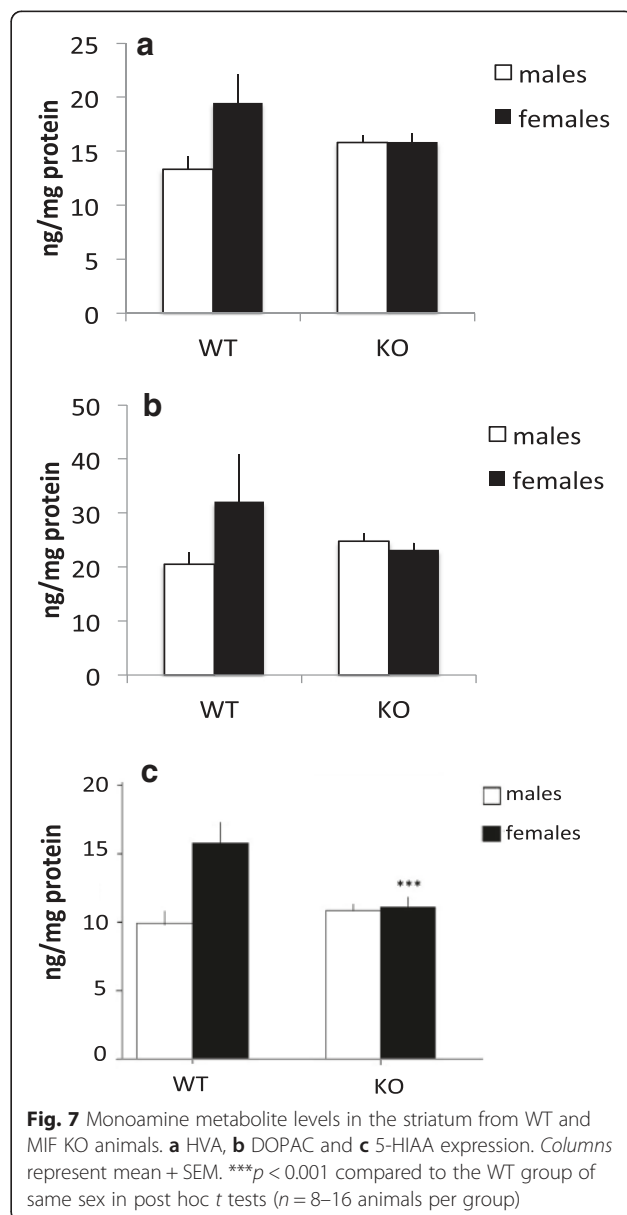 a
25
20
15
10
5
0
ng/mg protein
males
females
WT KO
b
50
40
30
20
10
0
ng/mg protein
males
females
WT KO
c
20
15
10
5
0
ng/mg protein
males
females
***
WT KO
Fig. 7 Monoamine metabolite levels in the striatum from WT and
MIF KO animals. a HVA, b DOPAC and c 5-HIAA expression. Columns
represent mean + SEM. ***p < 0.001 compared to the WT group of
same sex in post hoc t tests (n = 8–16 animals per group)